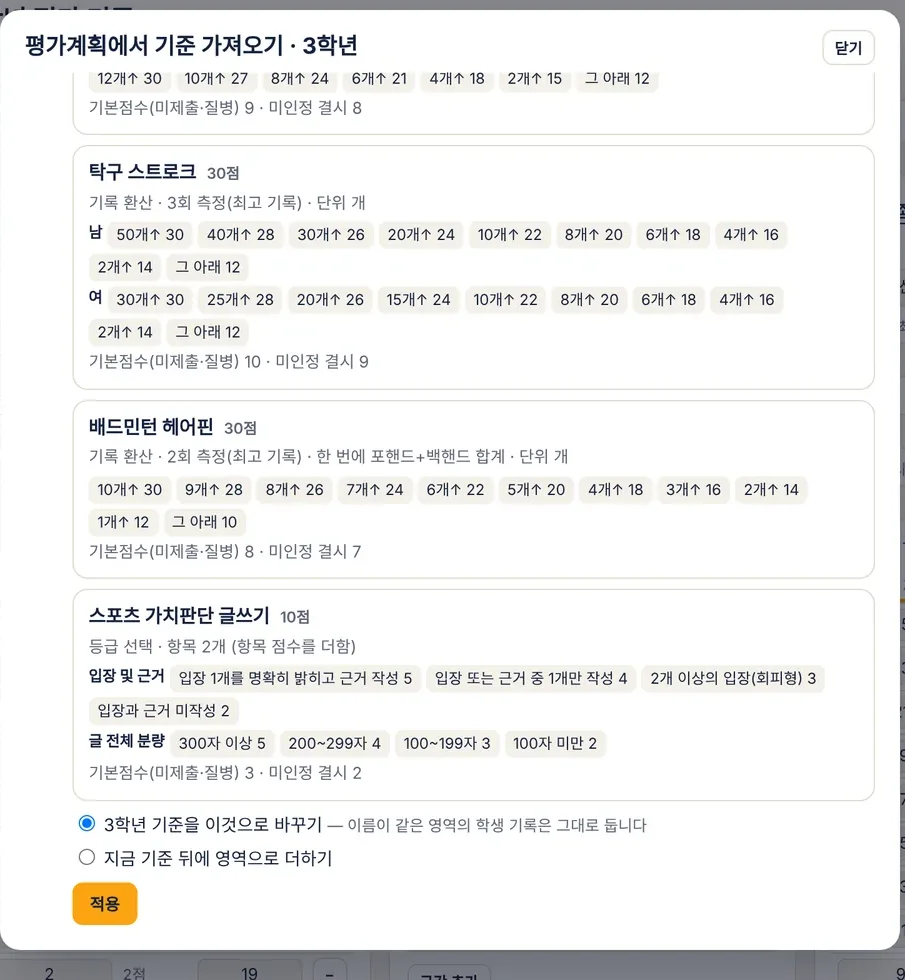 평가계획에서 기준 가져오기 · 3학년
닫기
12개↑ 30 10개↑ 27 8개↑ 24 6개↑ 21 4개↑ 18 2개↑ 15 그 아래 12
기본점수(미제출·질병) 9 · 미인정 결시 8
탁구 스트로크 30점
기록 환산 · 3회 측정(최고 기록) · 단위 개
남 50개↑ 30 40개↑ 28 30개↑ 26 20개↑ 24 10개↑ 22 8개↑ 20 6개↑ 18 4개↑ 16
2개↑ 14 그 아래 12
여 30개↑ 30 25개↑ 28 20개↑ 26 15개↑ 24 10개↑ 22 8개↑ 20 6개↑ 18 4개↑ 16
2개↑ 14 그 아래 12
기본점수(미제출·질병) 10 · 미인정 결시 9
배드민턴 헤어핀 30점
기록 환산 · 2회 측정(최고 기록) · 한 번에 포핸드+백핸드 합계 · 단위 개
10개↑ 30 9개↑ 28 8개↑ 26 7개↑ 24 6개↑ 22 5개↑ 20 4개↑ 18 3개↑ 16 2개↑ 14
1개↑ 12 그 아래 10
기본점수(미제출·질병) 8 · 미인정 결시 7
스포츠 가치판단 글쓰기 10점
등급 선택 · 항목 2개 (항목 점수를 더함)
입장 및 근거 입장 1개를 명확히 밝히고 근거 작성 5 입장 또는 근거 중 1개만 작성 4 2개 이상의 입장(회피형) 3
입장과 근거 미작성 2
글 전체 분량 300자 이상 5 200~299자 4 100~199자 3 100자 미만 2
기본점수(미제출·질병) 3 · 미인정 결시 2
3학년 기준을 이것으로 바꾸기 — 이름이 같은 영역의 학생 기록은 그대로 둡니다
지금 기준 뒤에 영역으로 더하기
적용
2 2점 19 −